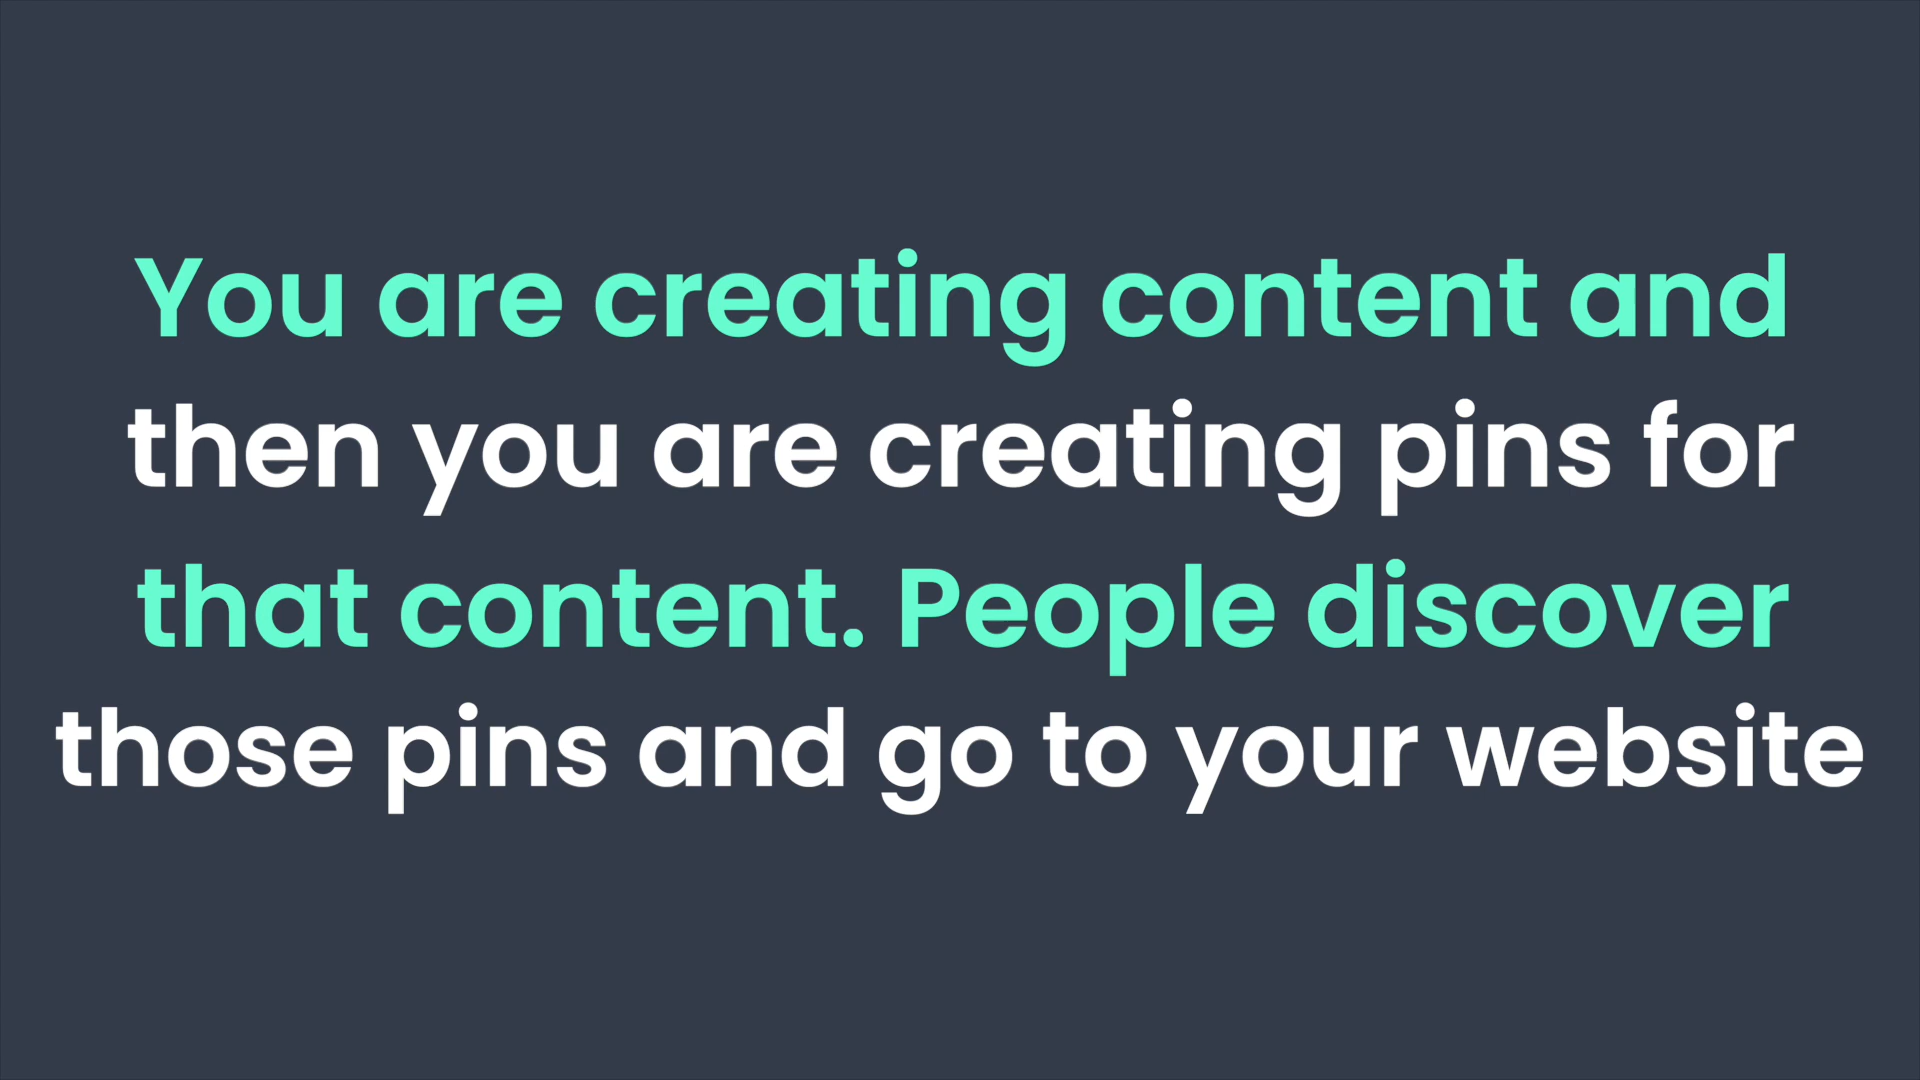 You are creating content and
then you are creating pins for
that content. People discover
those pins and go to your website